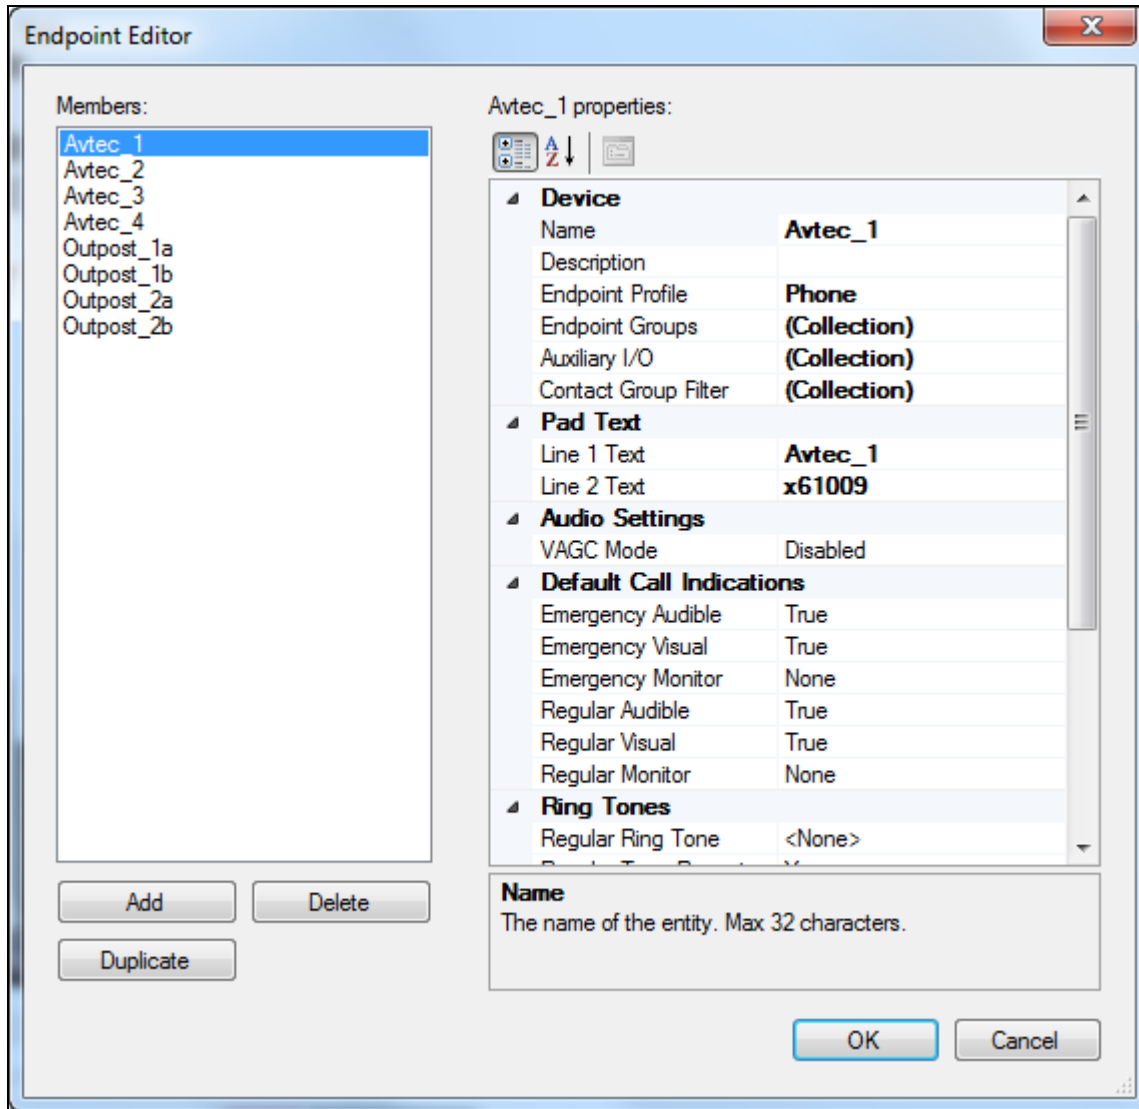 Endpoint Editor
Members:
Avtec_1
Avtec_2
Avtec_3
Avtec_4
Outpost_1a
Outpost_1b
Outpost_2a
Outpost_2b
Add Delete
Duplicate
Avtec_1 properties:
Device
Name Avtec_1
Description
Endpoint Profile Phone
Endpoint Groups (Collection)
Auxiliary I/O (Collection)
Contact Group Filter (Collection)
Pad Text
Line 1 Text Avtec_1
Line 2 Text x61009
Audio Settings
VAGC Mode Disabled
Default Call Indications
Emergency Audible True
Emergency Visual True
Emergency Monitor None
Regular Audible True
Regular Visual True
Regular Monitor None
Ring Tones
Regular Ring Tone <None>
Name
The name of the entity. Max 32 characters.
OK Cancel